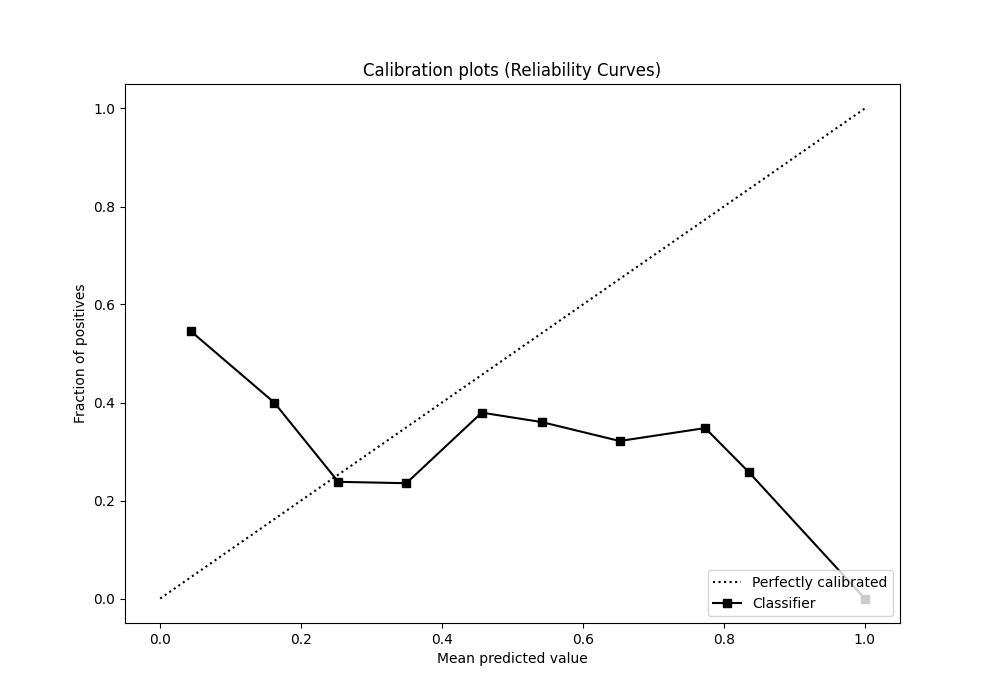 Calibration plots (Reliability Curves)
1.0
0.8
0.6
0.4
0.2
0.0
Fraction of positives
0.0 0.2 0.4 0.6 0.8 1.0
Mean predicted value
Perfectly calibrated
Classifier